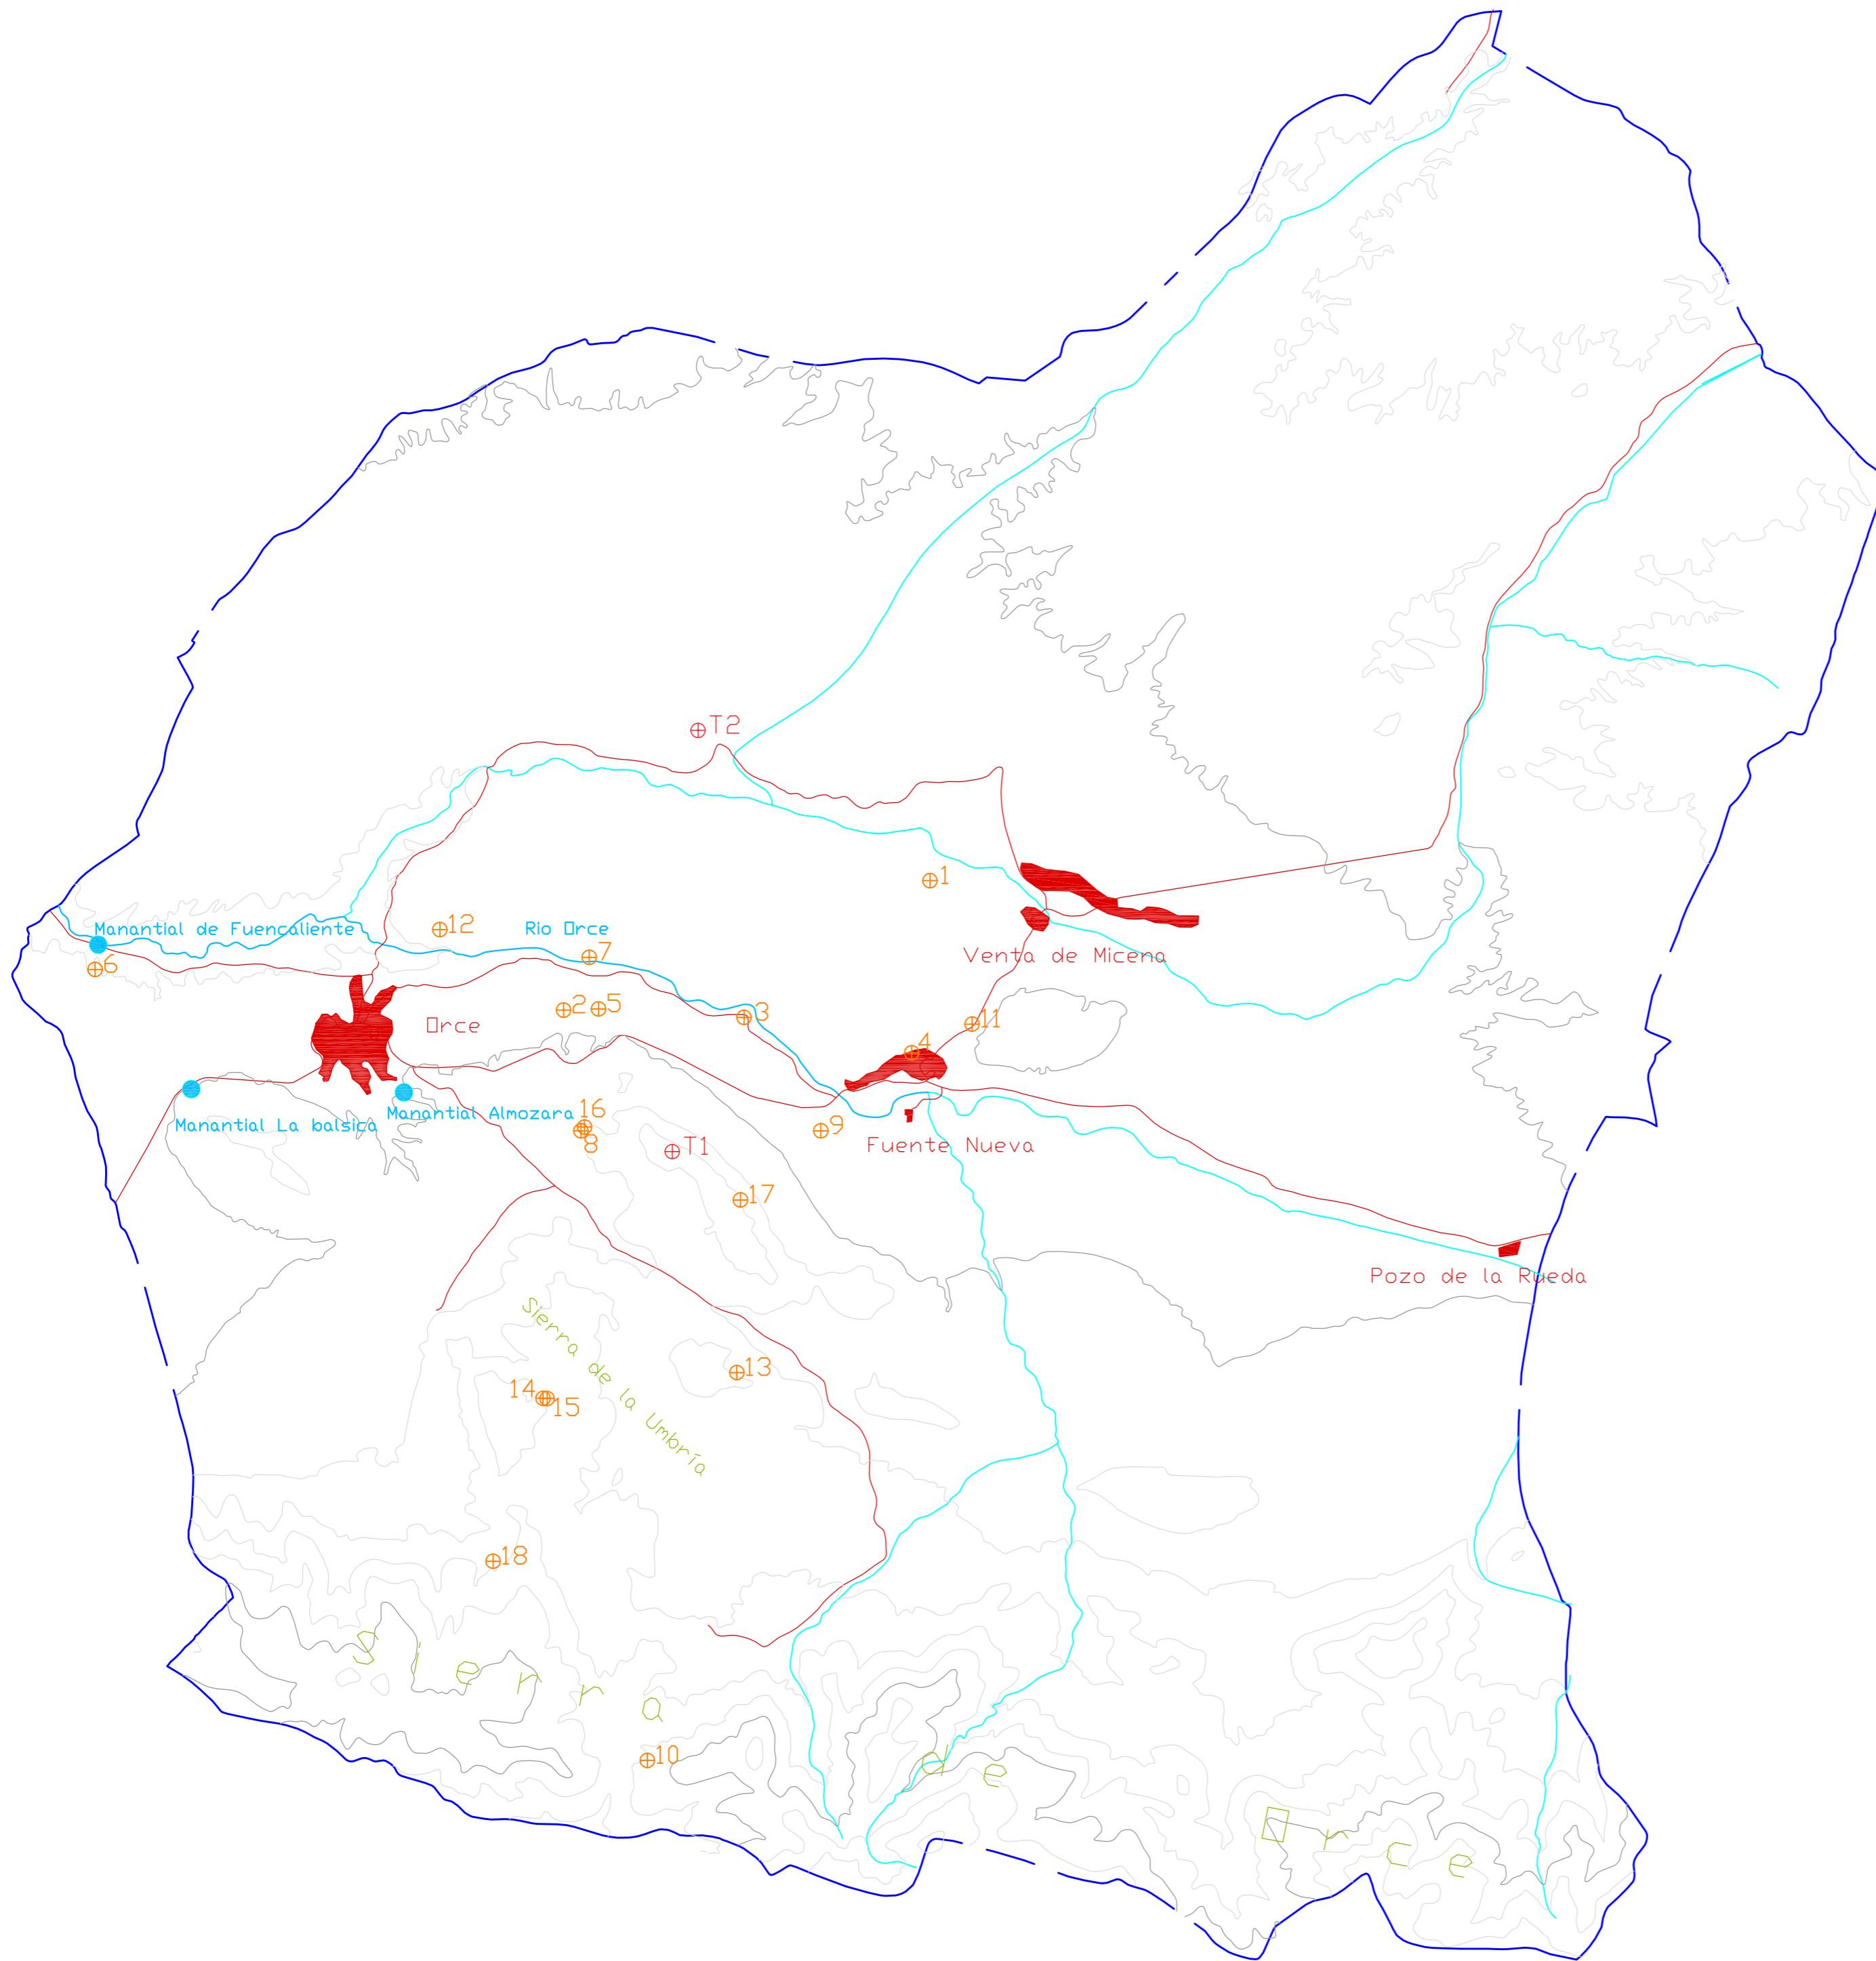 T2
1
12
Manantial de Fuencaliente
Rio Orce
7
Venta de Micena
6
2
5
3
11
Orce
4
Manantial Almozara
16
Manantial La balsica
8
9
T1
Fuente Nueva
17
Pozo de la Rueda
Sierra de la Umbría
13
14
15
18
Sierra de Orce
10